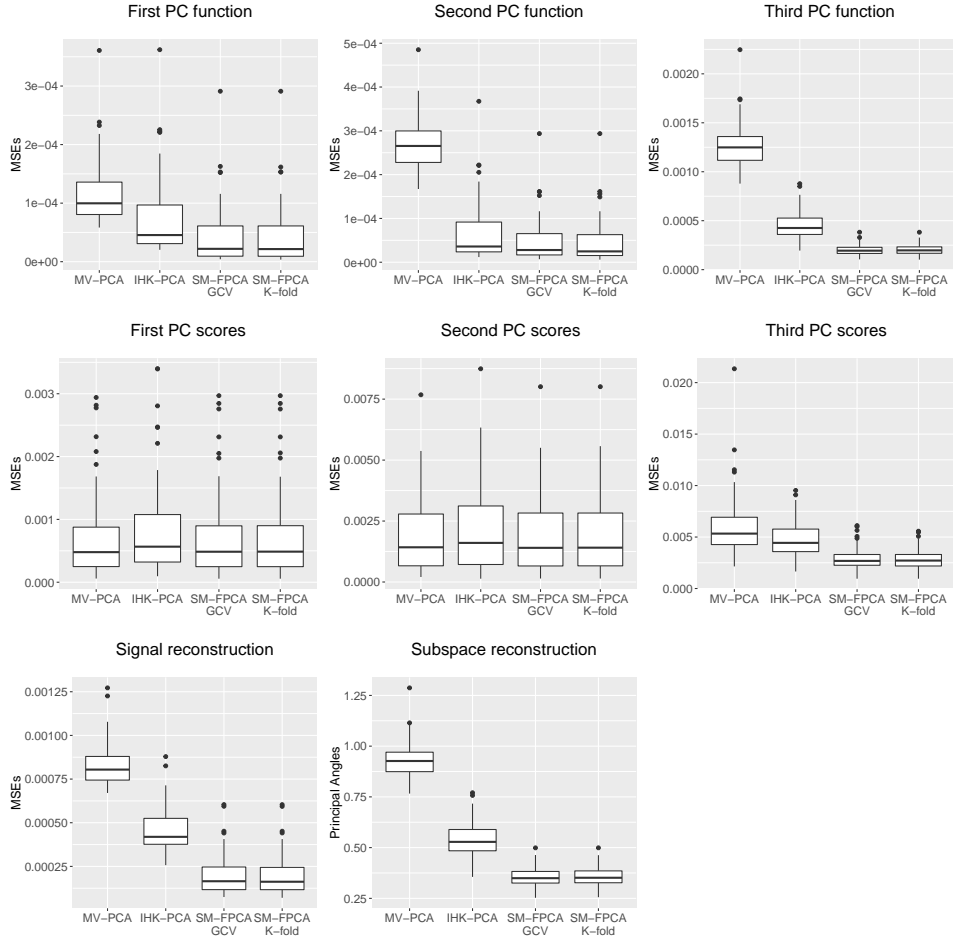 First PC function
Second PC function
Third PC function
MSEs
3e−04
2e−04
1e−04
0e+00
MV−PCA IHK−PCA SM−FPCA SM−FPCA
GCV K−fold
MSEs
5e−04
4e−04
3e−04
2e−04
1e−04
0e+00
MV−PCA IHK−PCA SM−FPCA SM−FPCA
GCV K−fold
MSEs
0.0020
0.0015
0.0010
0.0005
0.0000
MV−PCA IHK−PCA SM−FPCA SM−FPCA
GCV K−fold
First PC scores
Second PC scores
Third PC scores
MSEs
0.003
0.002
0.001
0.000
MV−PCA IHK−PCA SM−FPCA SM−FPCA
GCV K−fold
MSEs
0.0075
0.0050
0.0025
0.0000
MV−PCA IHK−PCA SM−FPCA SM−FPCA
GCV K−fold
MSEs
0.020
0.015
0.010
0.005
0.000
MV−PCA IHK−PCA SM−FPCA SM−FPCA
GCV K−fold
Signal reconstruction
Subspace reconstruction
MSEs
0.00125
0.00100
0.00075
0.00050
0.00025
MV−PCA IHK−PCA SM−FPCA SM−FPCA
GCV K−fold
Principal Angles
1.25
1.00
0.75
0.50
0.25
MV−PCA IHK−PCA SM−FPCA SM−FPCA
GCV K−fold